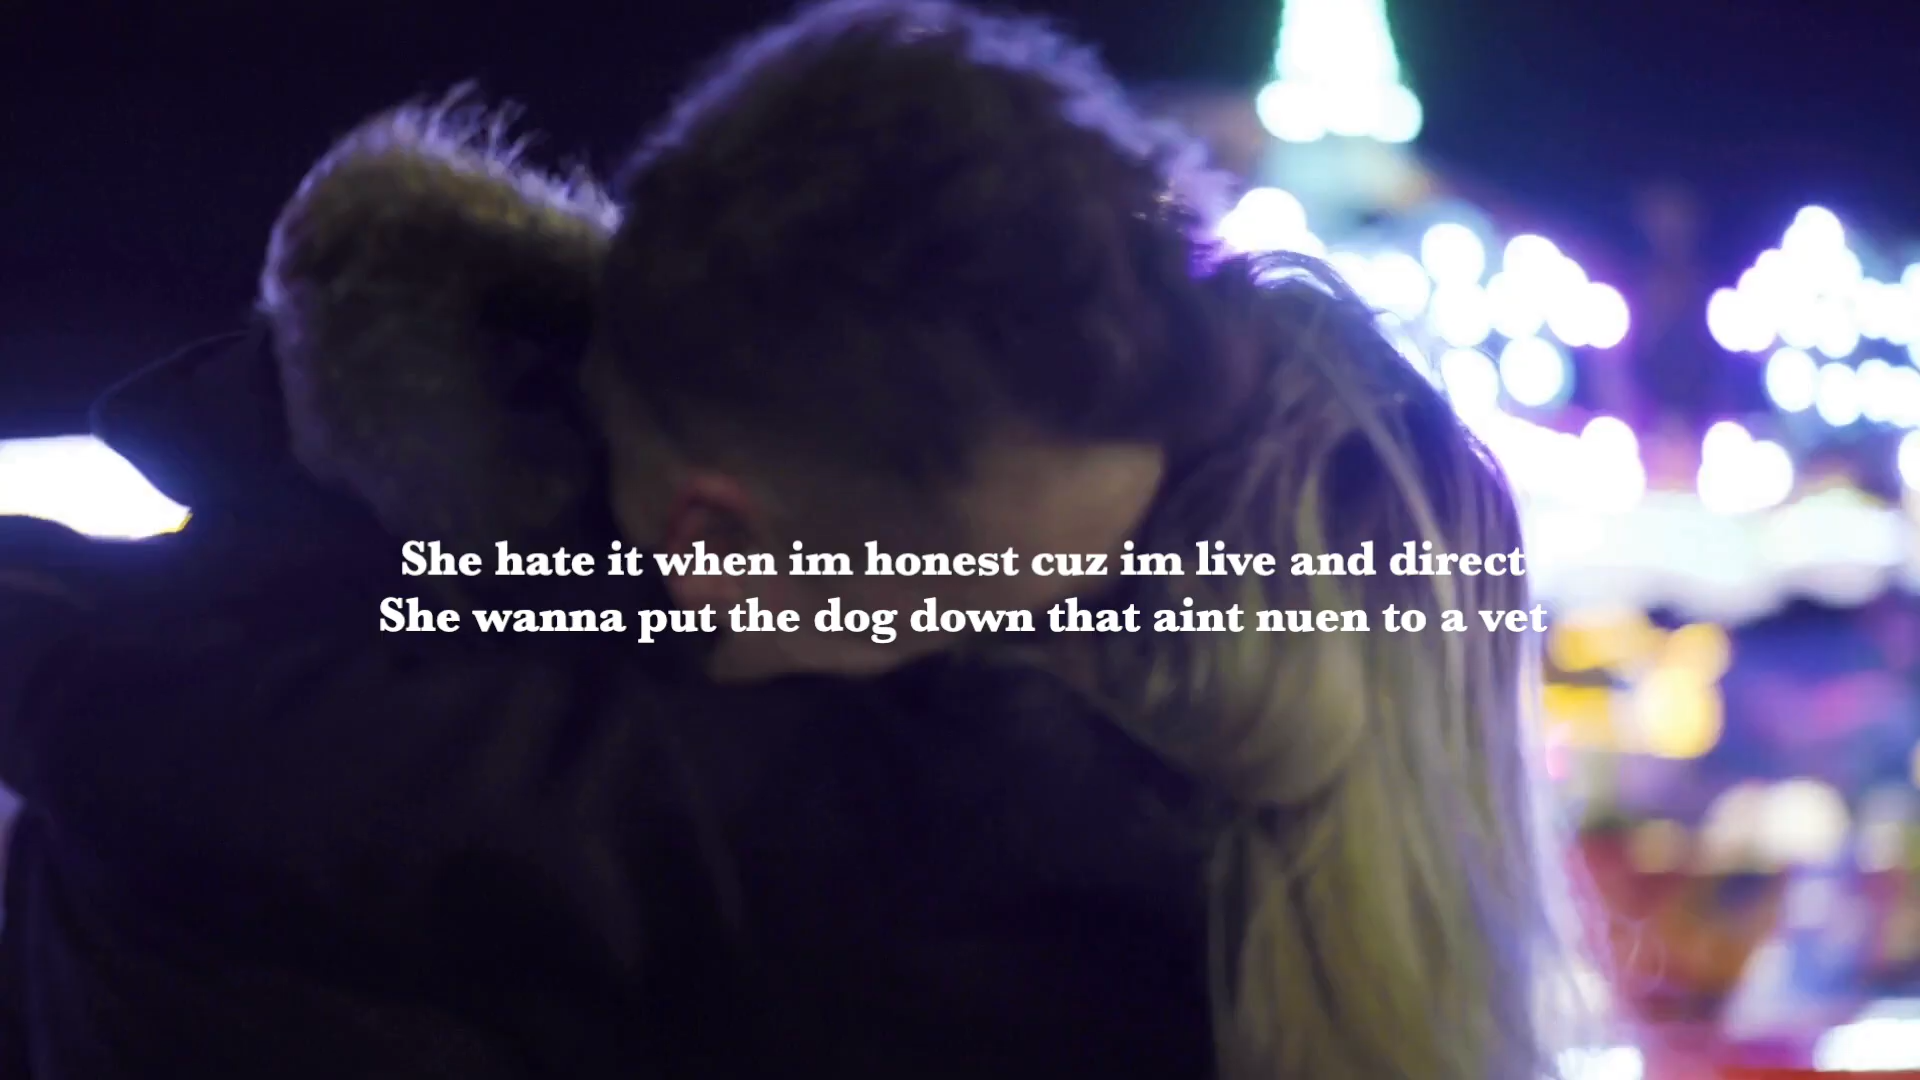 She hate it when im honest cuz im live and direct
She wanna put the dog down that aint nuen to a vet